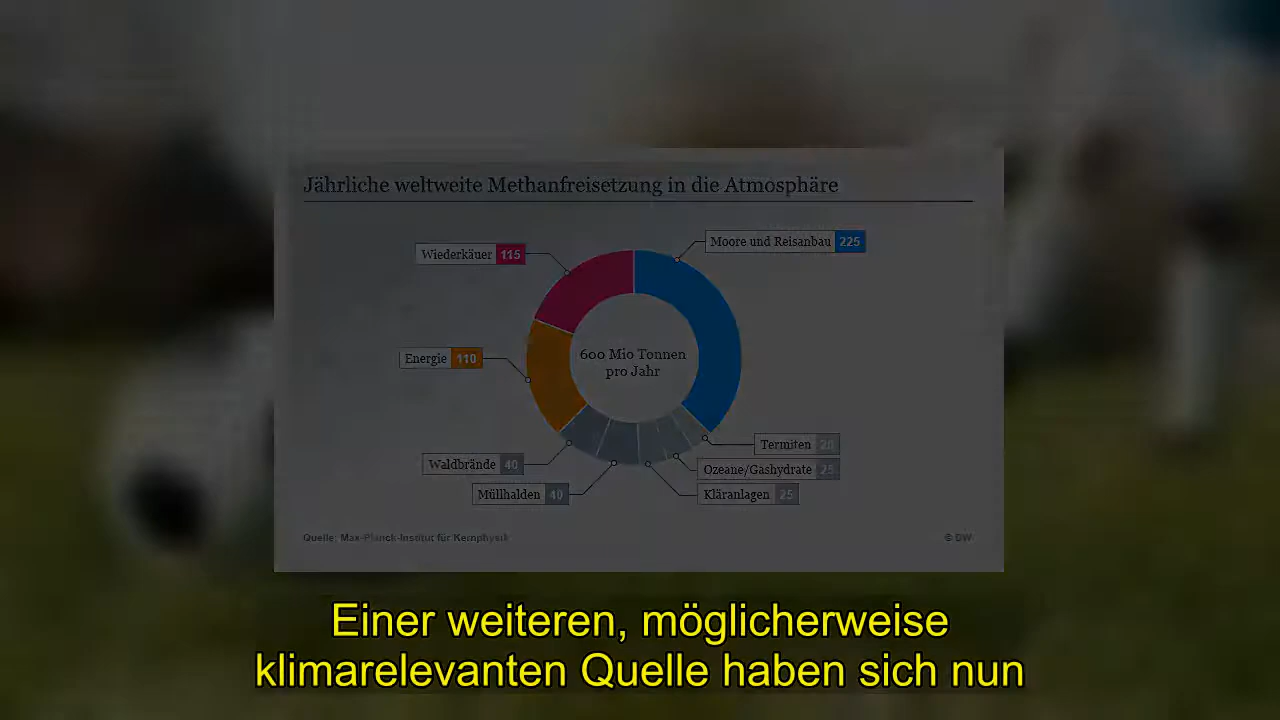 Jährliche weltweite Methanfreisetzung in die Atmosphäre
Moore und Reisanbau 225
Wiederkäuer 115
600 Mio Tonnen
pro Jahr
Energie 110
Termiten 20
Waldbrände 40
Ozeane/Gashydrate 25
Müllhalden 40
Kläranlagen 25
Quelle: Max-Planck-Institut für Kernphysik
© DW
Einer weiteren, möglicherweise
klimarelevanten Quelle haben sich nun